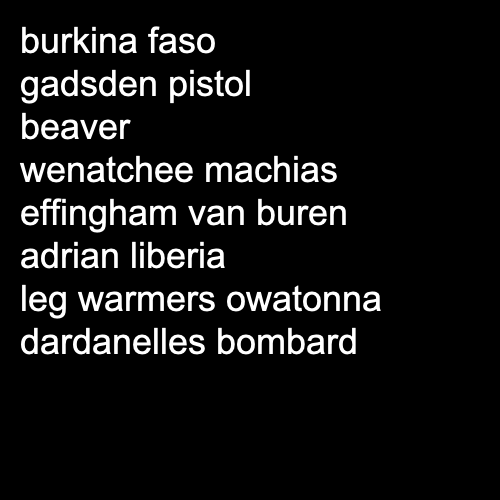 burkina faso
gadsden pistol
beaver
wenatchee machias
effingham van buren
adrian liberia
leg warmers owatonna
dardanelles bombard